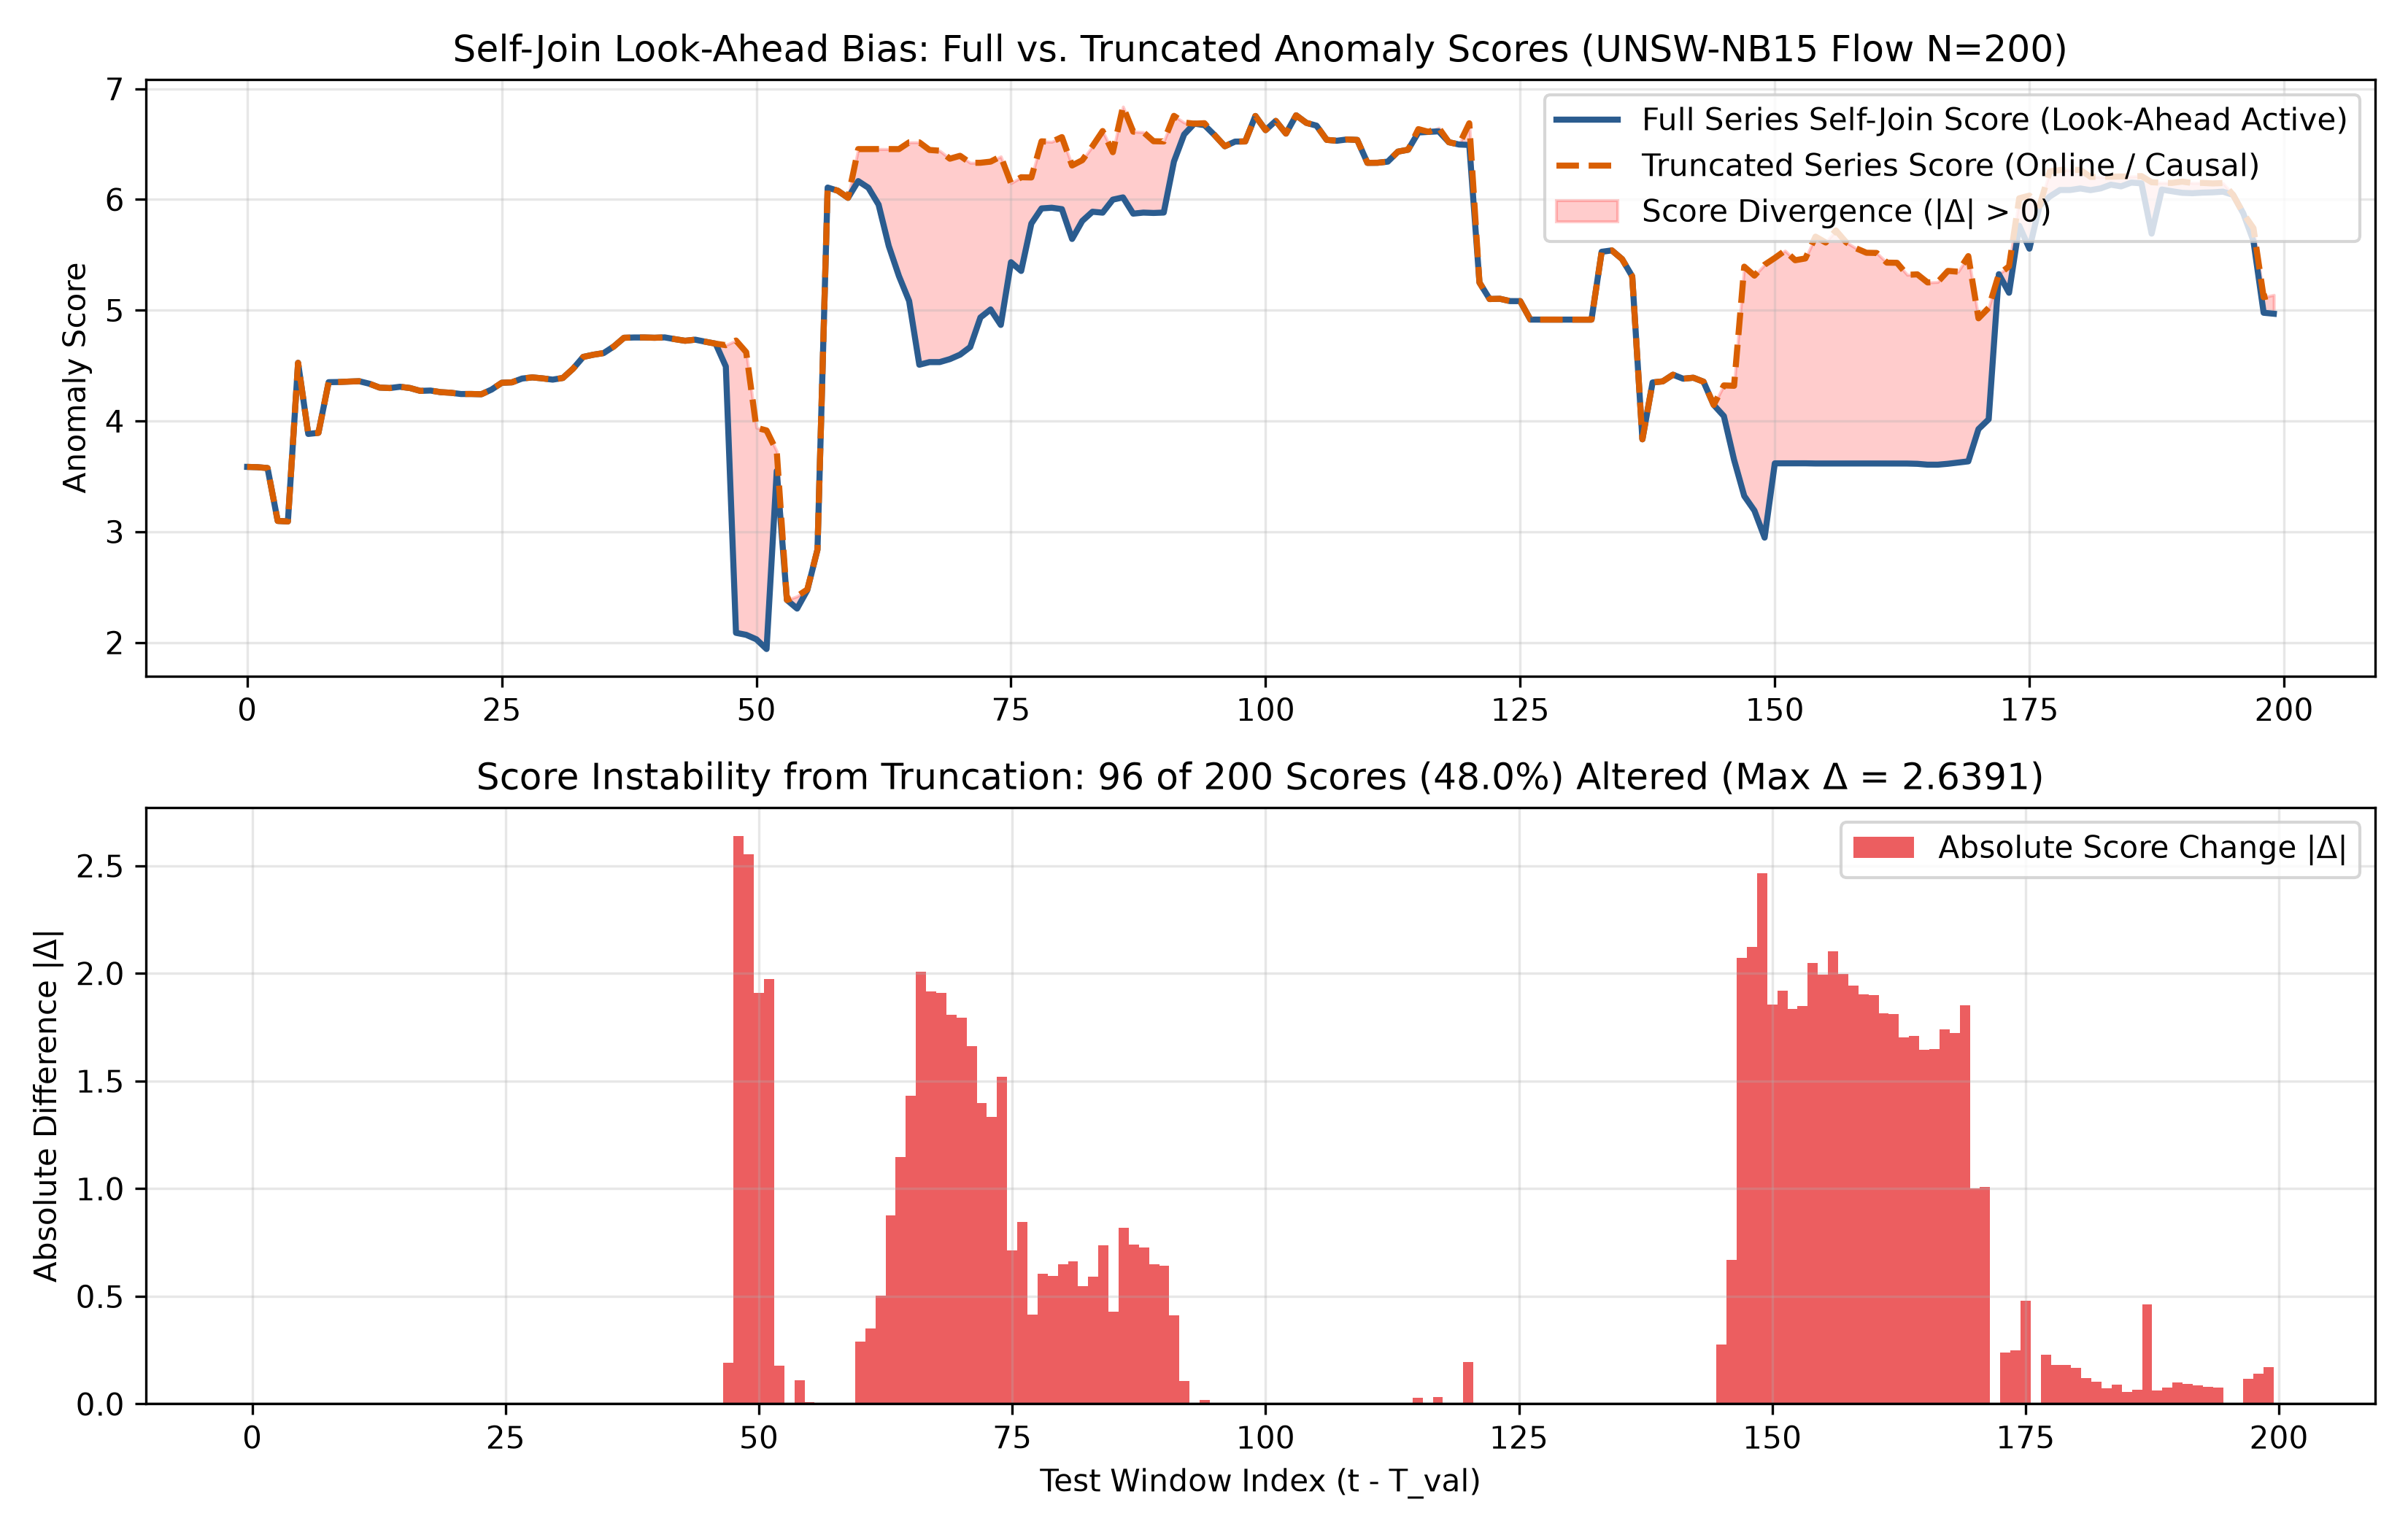 Self-Join Look-Ahead Bias: Full vs. Truncated Anomaly Scores (UNSW-NB15 Flow N=200)
7
6
5
4
3
2
Anomaly Score
Full Series Self-Join Score (Look-Ahead Active)
Truncated Series Score (Online / Causal)
Score Divergence (|Δ| > 0)
0 25 50 75 100 125 150 175 200
Score Instability from Truncation: 96 of 200 Scores (48.0%) Altered (Max Δ = 2.6391)
2.5
2.0
1.5
1.0
0.5
0.0
Absolute Difference |Δ|
Absolute Score Change |Δ|
0 25 50 75 100 125 150 175 200
Test Window Index (t - T_val)